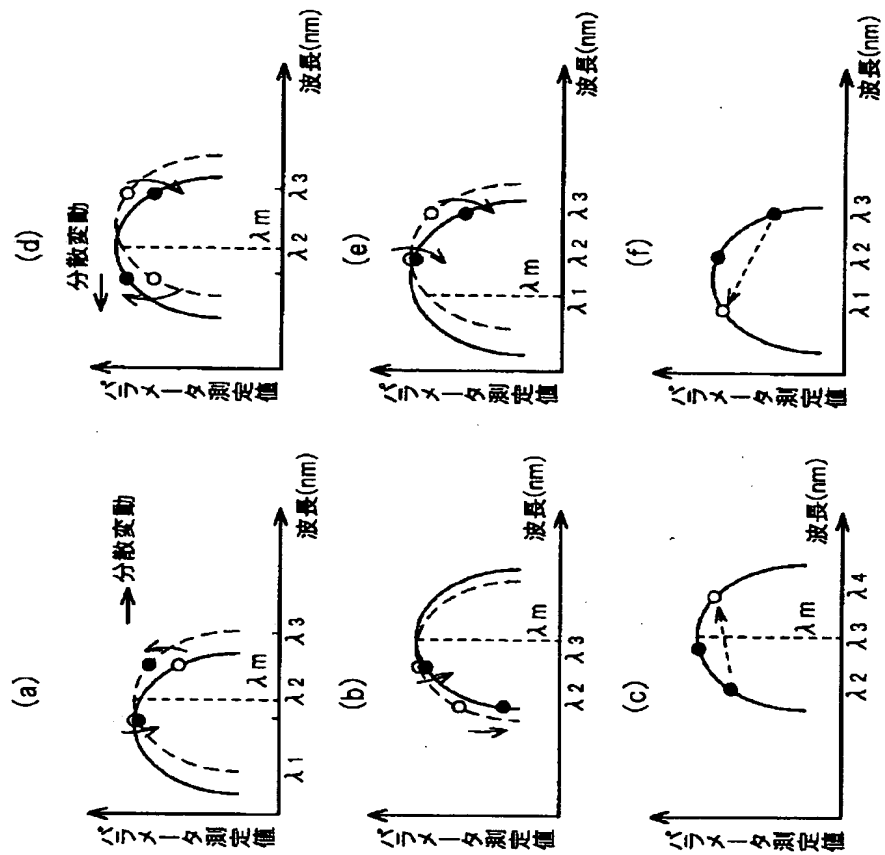 (a)
パラメータ測定値
→分散変動
λ1
λ2
λ3
λm
波長(nm)
(b)
パラメータ測定値
λ2
λ3
λm
波長(nm)
(c)
パラメータ測定値
λ2
λ3
λ4
波長(nm)
(d)
パラメータ測定値
分散変動
λ2
λ3
λm
波長(nm)
(e)
パラメータ測定値
λ1
λ2
λ3
λm
波長(nm)
(f)
パラメータ測定値
λ1
λ2
λ3
波長(nm)